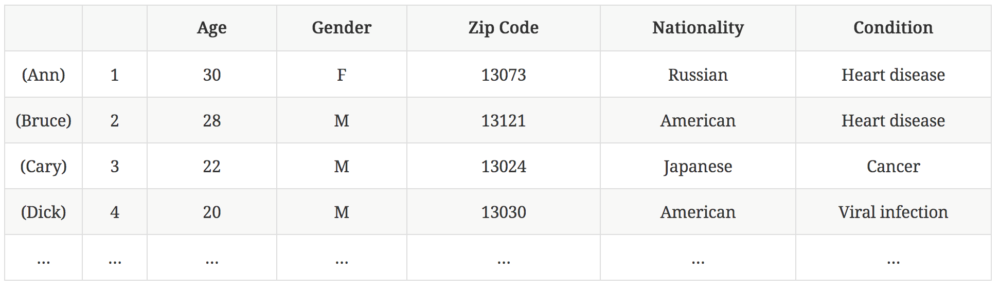 Age Gender Zip Code Nationality Condition
(Ann) 1 30 F 13073 Russian Heart disease
(Bruce) 2 28 M 13121 American Heart disease
(Cary) 3 22 M 13024 Japanese Cancer
(Dick) 4 20 M 13030 American Viral infection
... ... ... ... ... ... ...